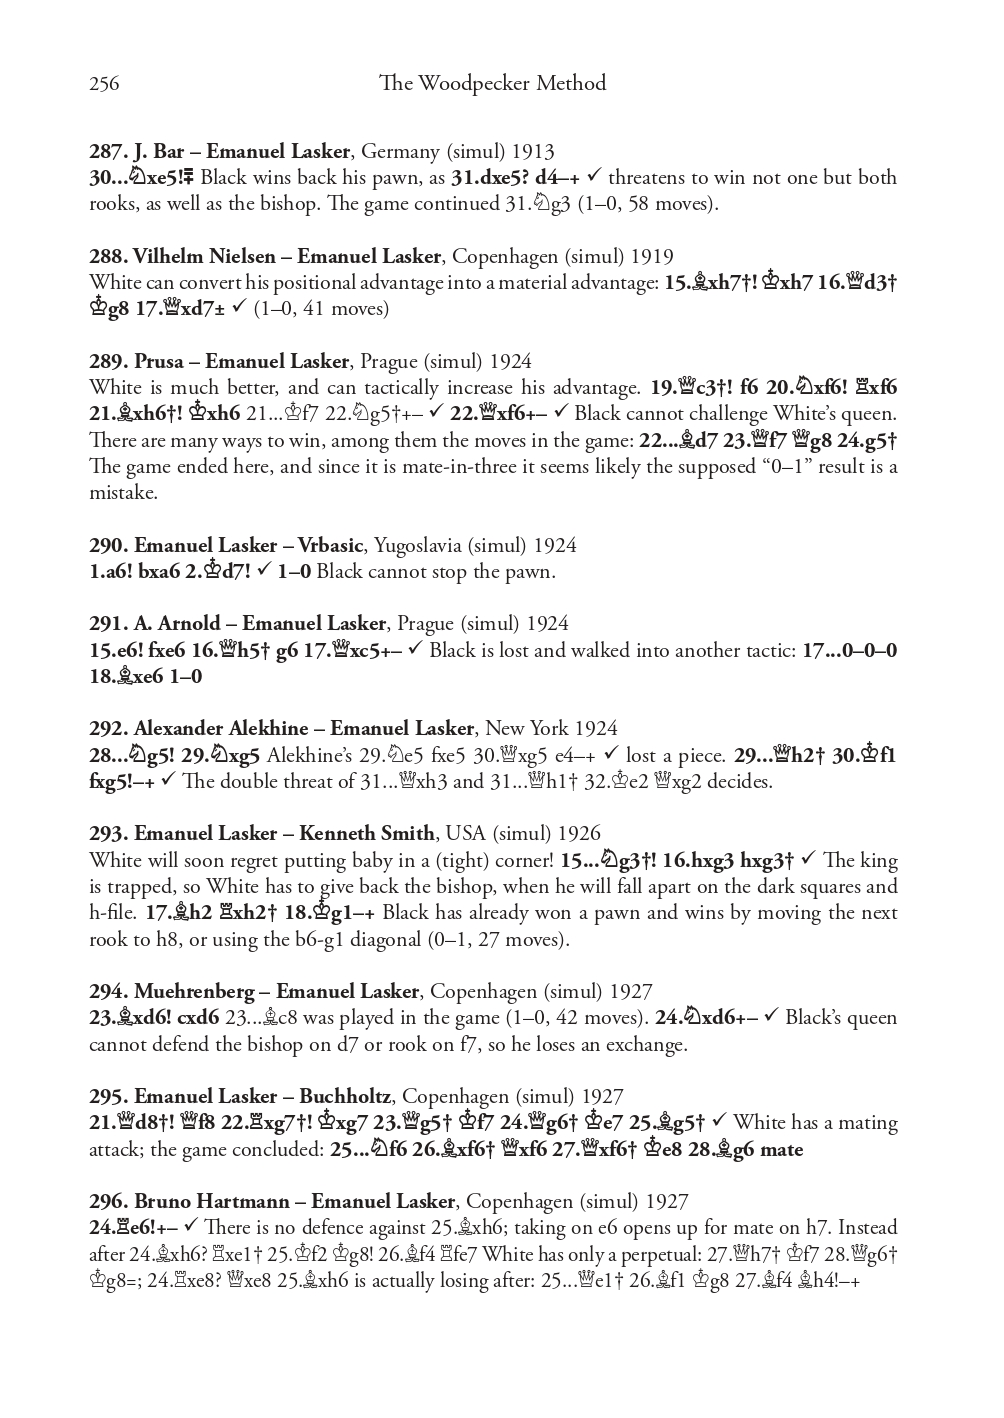 256 The Woodpecker Method
287. J. Bar – Emanuel Lasker, Germany (simul) 1913
30...♘xe5!⩱ Black wins back his pawn, as 31.dxe5? d4–+ ✓ threatens to win not one but both
rooks, as well as the bishop. The game continued 31.♘g3 (1–0, 58 moves).
288. Vilhelm Nielsen – Emanuel Lasker, Copenhagen (simul) 1919
White can convert his positional advantage into a material advantage: 15.♗xh7†! ♔xh7 16.♕d3†
♔g8 17.♕xd7± ✓ (1–0, 41 moves)
289. Prusa – Emanuel Lasker, Prague (simul) 1924
White is much better, and can tactically increase his advantage. 19.♕c3†! f6 20.♘xf6! ♖xf6
21.♗xh6†! ♔xh6 21...♔f7 22.♘g5†+– ✓ 22.♕xf6+– ✓ Black cannot challenge White’s queen.
There are many ways to win, among them the moves in the game: 22...♗d7 23.♕f7 ♕g8 24.g5†
The game ended here, and since it is mate-in-three it seems likely the supposed “0–1” result is a
mistake.
290. Emanuel Lasker – Vrbasic, Yugoslavia (simul) 1924
1.a6! bxa6 2.♔d7! ✓ 1–0 Black cannot stop the pawn.
291. A. Arnold – Emanuel Lasker, Prague (simul) 1924
15.e6! fxe6 16.♕h5† g6 17.♕xc5+– ✓ Black is lost and walked into another tactic: 17...0–0–0
18.♗xe6 1–0
292. Alexander Alekhine – Emanuel Lasker, New York 1924
28...♘g5! 29.♘xg5 Alekhine’s 29.♘e5 fxe5 30.♕xg5 e4–+ ✓ lost a piece. 29...♕h2† 30.♔f1
fxg5!–+ ✓ The double threat of 31...♕xh3 and 31...♕h1† 32.♔e2 ♕xg2 decides.
293. Emanuel Lasker – Kenneth Smith, USA (simul) 1926
White will soon regret putting baby in a (tight) corner! 15...♘g3†! 16.hxg3 hxg3† ✓ The king
is trapped, so White has to give back the bishop, when he will fall apart on the dark squares and
h-file. 17.♗h2 ♖xh2† 18.♔g1–+ Black has already won a pawn and wins by moving the next
rook to h8, or using the b6-g1 diagonal (0–1, 27 moves).
294. Muehrenberg – Emanuel Lasker, Copenhagen (simul) 1927
23.♗xd6! cxd6 23...♗c8 was played in the game (1–0, 42 moves). 24.♘xd6+– ✓ Black’s queen
cannot defend the bishop on d7 or rook on f7, so he loses an exchange.
295. Emanuel Lasker – Buchholtz, Copenhagen (simul) 1927
21.♕d8†! ♕f8 22.♖xg7†! ♔xg7 23.♕g5† ♔f7 24.♕g6† ♔e7 25.♗g5† ✓ White has a mating
attack; the game concluded: 25...♘f6 26.♗xf6† ♕xf6 27.♕xf6† ♔e8 28.♗g6 mate
296. Bruno Hartmann – Emanuel Lasker, Copenhagen (simul) 1927
24.♖e6!+– ✓ There is no defence against 25.♗xh6; taking on e6 opens up for mate on h7. Instead
after 24.♗xh6? ♖xe1† 25.♔f2 ♔g8! 26.♗f4 ♖fe7 White has only a perpetual: 27.♕h7† ♔f7 28.♕g6†
♔g8=; 24.♖xe8? ♕xe8 25.♗xh6 is actually losing after: 25...♕e1† 26.♗f1 ♔g8 27.♗f4 ♗h4!–+